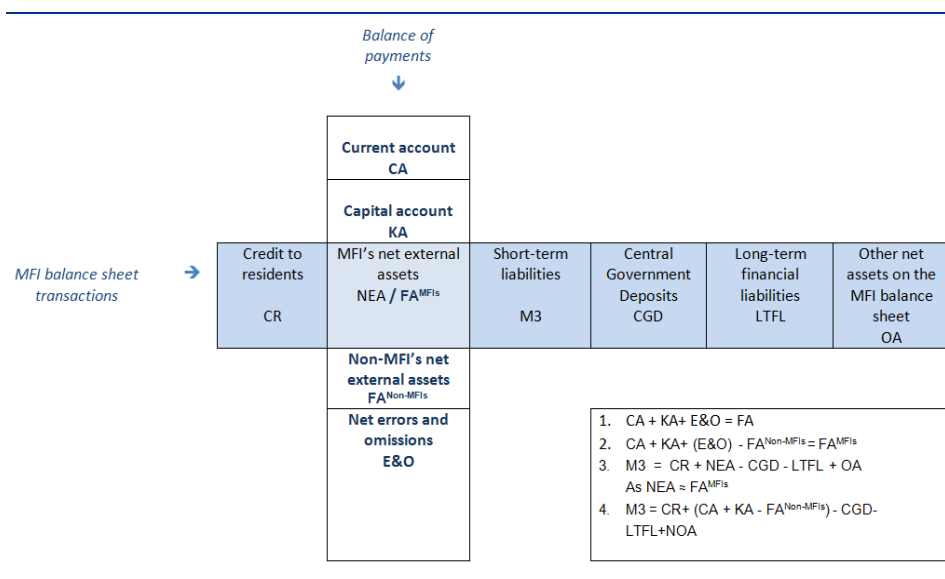 Balance of
payments
Current account
CA
Capital account
KA
MFI balance sheet
transactions
Credit to
residents
CR
MFI's net external
assets
NEA / FA^MFIs
Short-term
liabilities
M3
Central
Government
Deposits
CGD
Long-term
financial
liabilities
LTFL
Other net
assets on the
MFI balance
sheet
OA
Non-MFI's net
external assets
FA^Non-MFIs
Net errors and
omissions
E&O
1. CA + KA+ E&O = FA
2. CA + KA+ (E&O) - FA^Non-MFIs = FA^MFIs
3. M3 = CR + NEA - CGD - LTFL + OA
As NEA ≈ FA^MFIs
4. M3 = CR+ (CA + KA - FA^Non-MFIs) - CGD-
LTFL+NOA